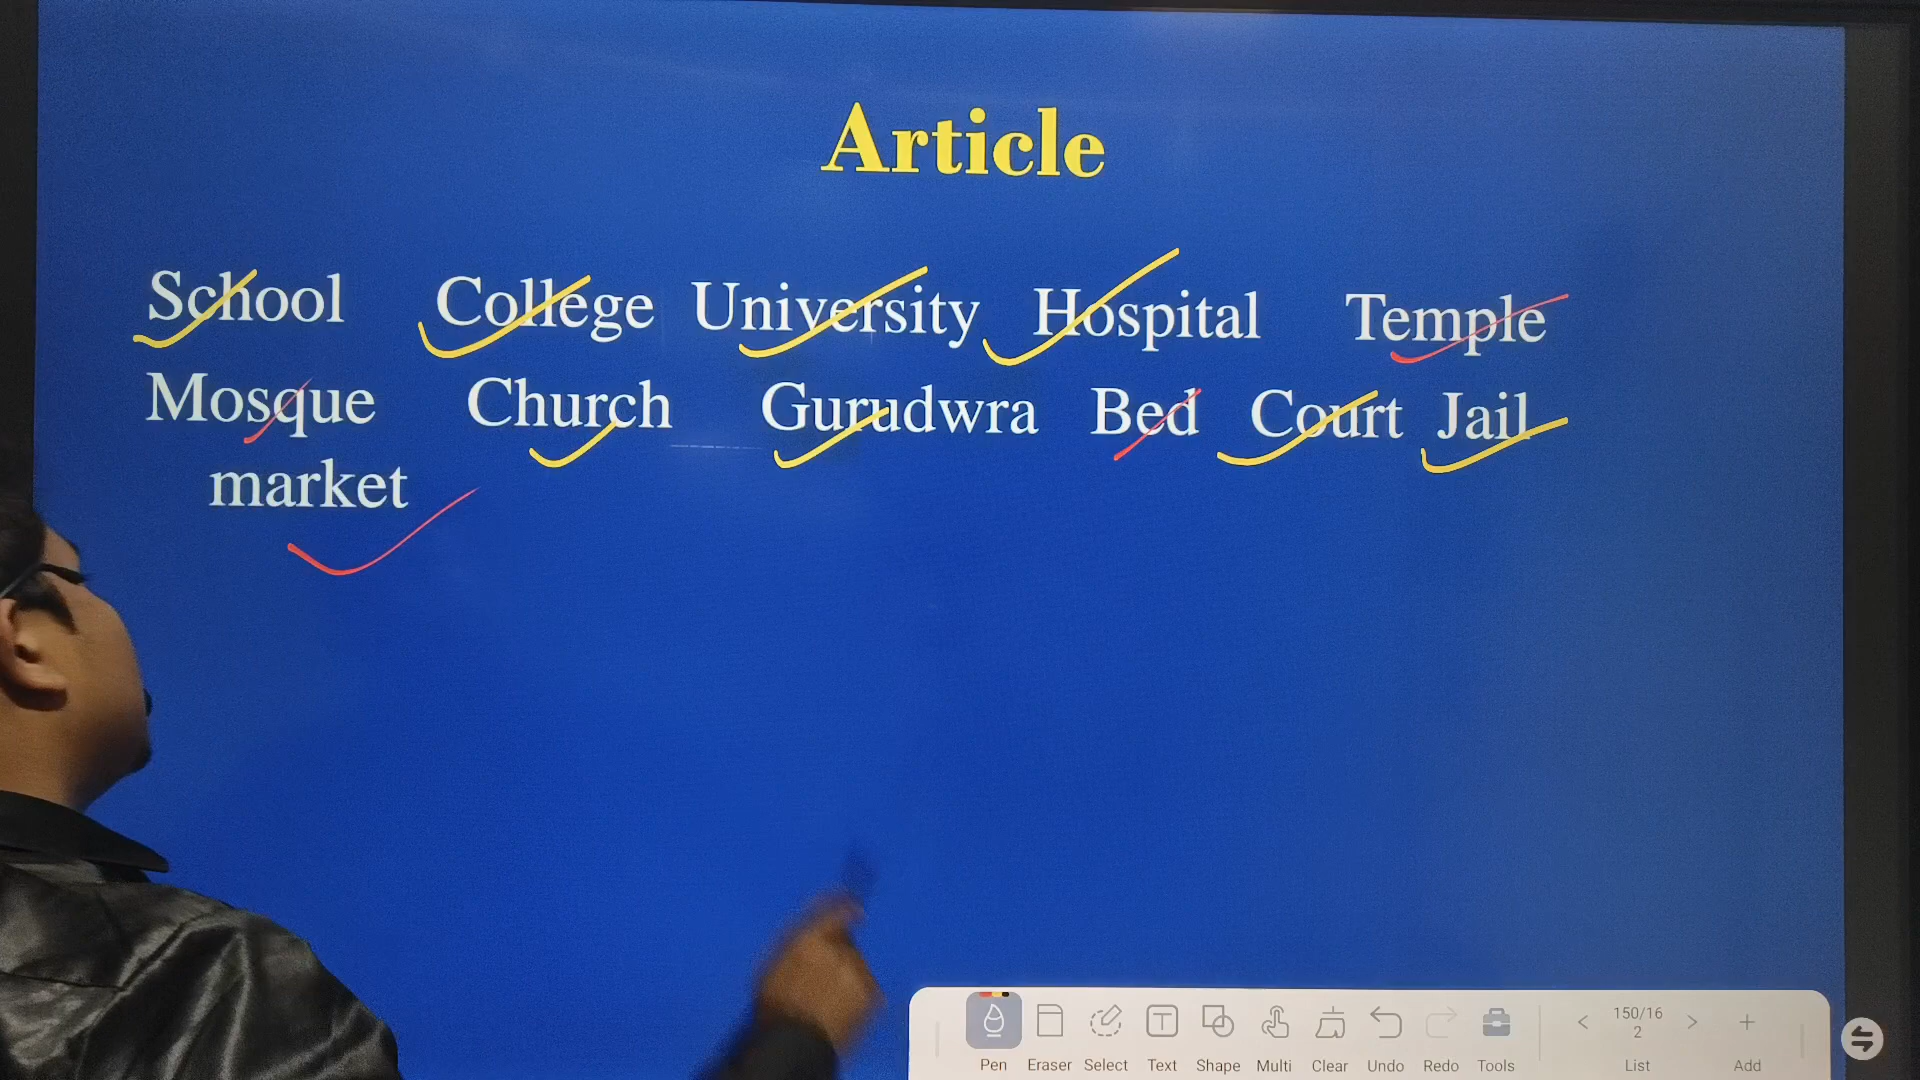 Article
School College University Hospital Temple
Mosque Church Gurudwra Bed Court Jail
market
150/16
2
Pen Eraser Select Text Shape Multi Clear Undo Redo Tools List Add